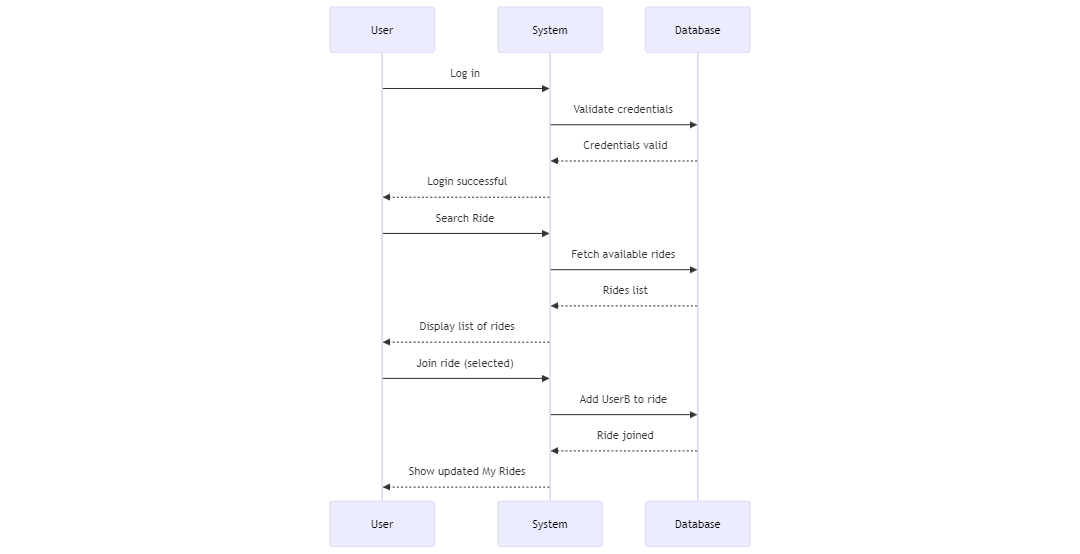 User System Database
Log in
Validate credentials
Credentials valid
Login successful
Search Ride
Fetch available rides
Rides list
Display list of rides
Join ride (selected)
Add UserB to ride
Ride joined
Show updated My Rides
User System Database